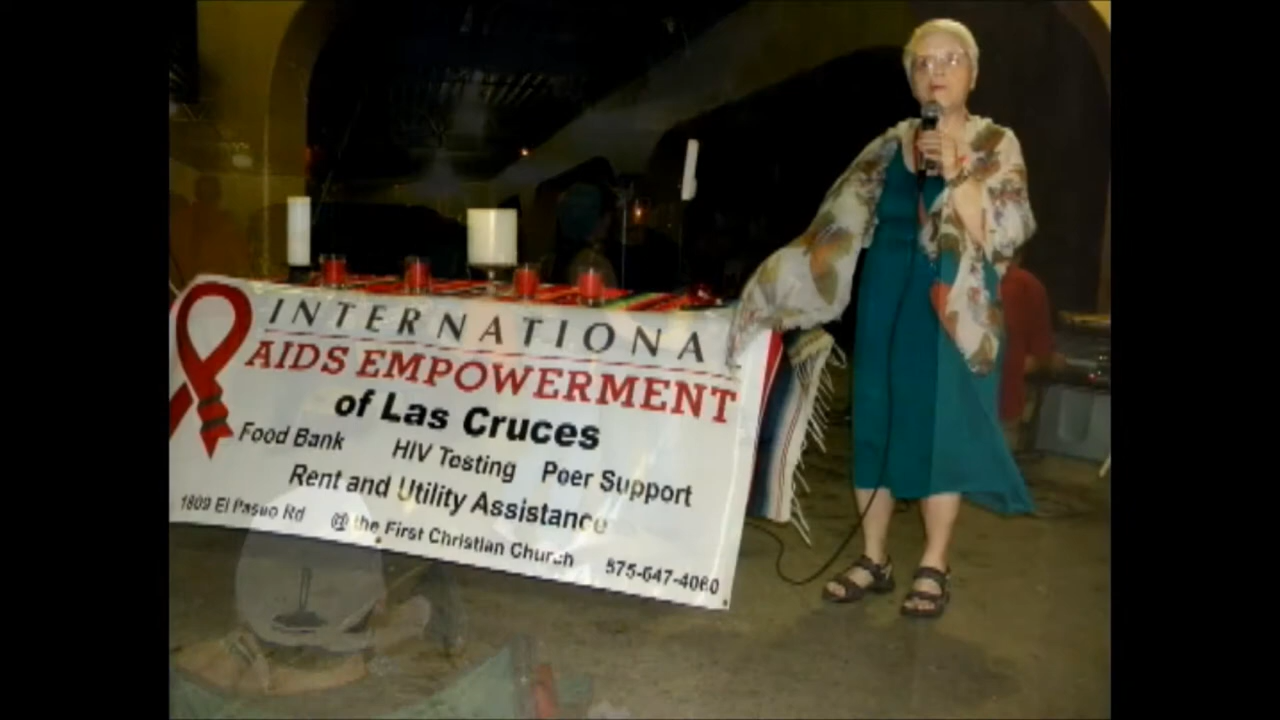 INTERNATIONA
AIDS EMPOWERMENT
of Las Cruces
Food Bank HIV Testing Peer Support
Rent and Utility Assistance
1809 El Paseo Rd @ the First Christian Church 575-647-4060